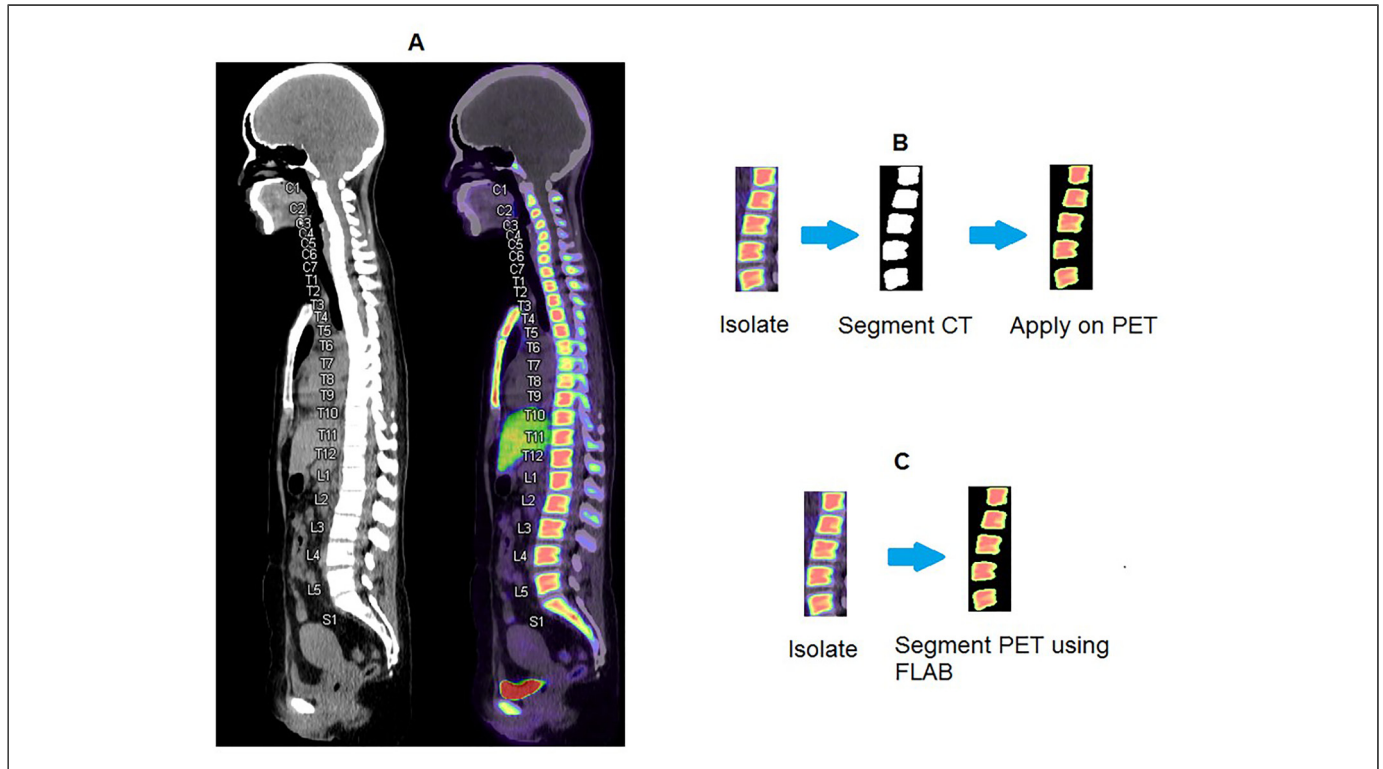 A
C1
C2
C3
C4
C5
C6
C7
T1
T2
T3
T4
T5
T6
T7
T8
T9
T10
T11
T12
L1
L2
L3
L4
L5
S1
C1
C2
C3
C4
C5
C6
C7
T1
T2
T3
T4
T5
T6
T7
T8
T9
T10
T11
T12
L1
L2
L3
L4
L5
S1
B
Isolate
Segment CT
Apply on PET
C
Isolate
Segment PET using
FLAB